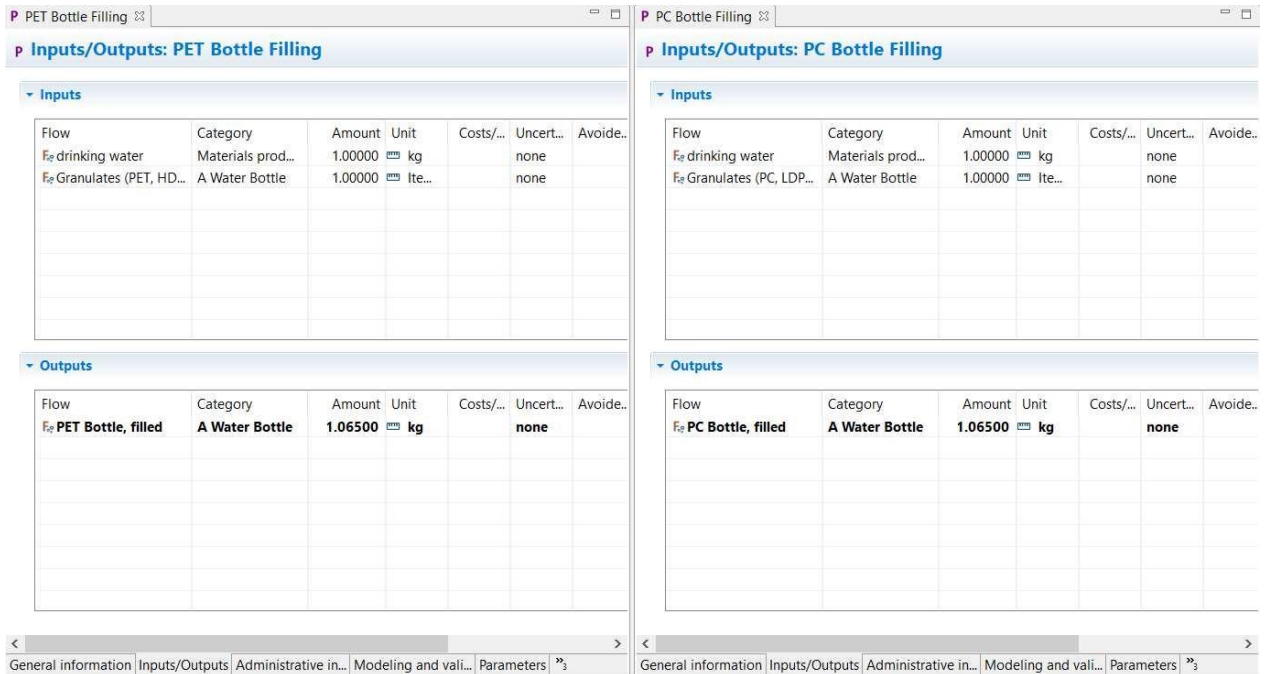 P PET Bottle Filling
P Inputs/Outputs: PET Bottle Filling
Inputs
Flow Category Amount Unit Costs/... Uncert... Avoide..
drinking water Materials prod... 1.00000 kg none
Granulates (PET, HD... A Water Bottle 1.00000 Ite... none
Outputs
Flow Category Amount Unit Costs/... Uncert... Avoide..
PET Bottle, filled A Water Bottle 1.06500 kg none
General information Inputs/Outputs Administrative in... Modeling and vali... Parameters »3
P PC Bottle Filling
P Inputs/Outputs: PC Bottle Filling
Inputs
Flow Category Amount Unit Costs/... Uncert... Avoide..
drinking water Materials prod... 1.00000 kg none
Granulates (PC, LDP... A Water Bottle 1.00000 Ite... none
Outputs
Flow Category Amount Unit Costs/... Uncert... Avoide..
PC Bottle, filled A Water Bottle 1.06500 kg none
General information Inputs/Outputs Administrative in... Modeling and vali... Parameters »3